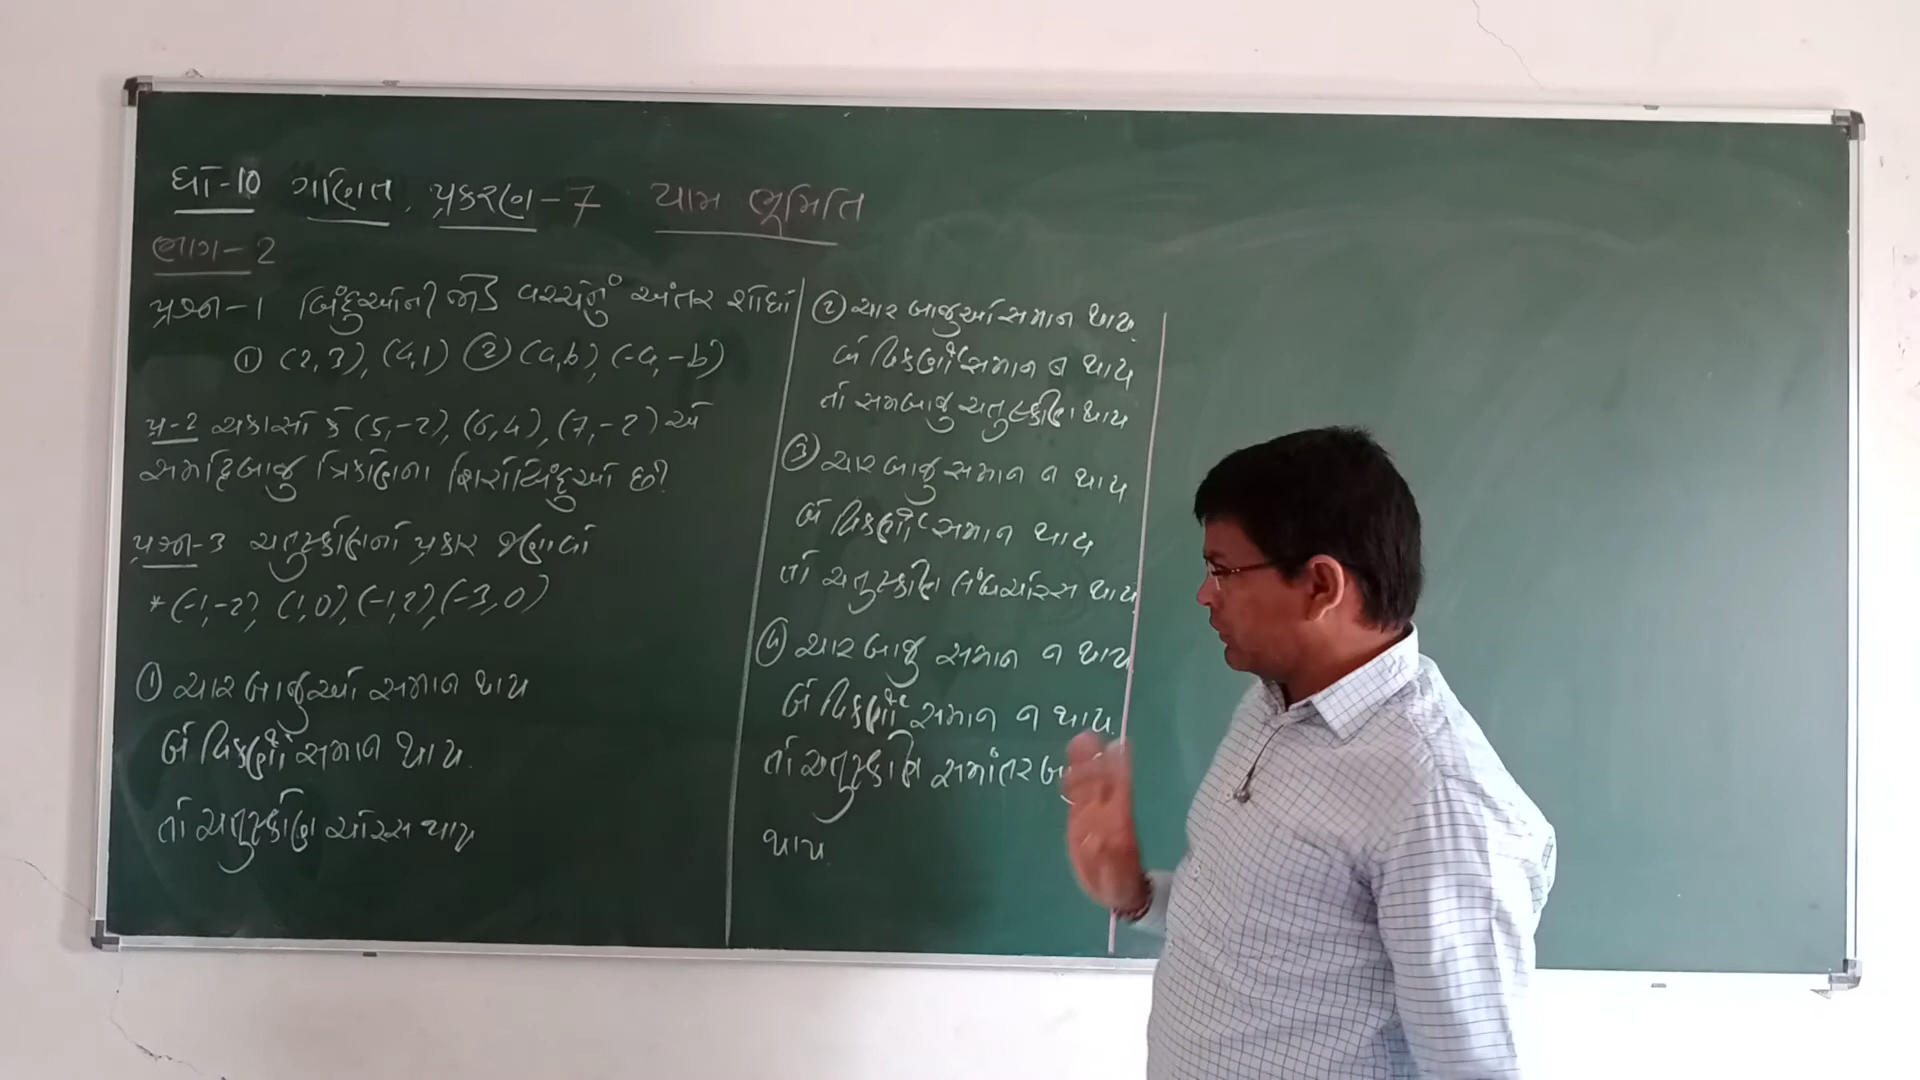 ધો-10 ગણિત, પ્રકરણ-7 યામ ભૂમિતિ
ભાગ-2
પ્રશ્ન-1 બિંદુઓની જોડ વચ્ચેનું અંતર શોધો
① (2,3), (4,1) ② (a,b), (-a,-b)
પ્ર-2 ચકાસો કે (5,-2), (6,4), (7,-2) એ
સમદ્વિબાજુ ત્રિકોણના શિરોબિંદુઓ છે?
પ્રશ્ન-3 ચતુષ્કોણનો પ્રકાર જણાવો
* (-1,-2), (1,0), (-1,2), (-3,0)
① ચાર બાજુઓ સમાન થાય
બે વિકર્ણો સમાન થાય.
તો ચતુષ્કોણ ચોરસ થાય
② ચાર બાજુઓ સમાન થાય.
બે વિકર્ણો સમાન ન થાય
તો સમબાજુ ચતુષ્કોણ થાય
③ ચાર બાજુ સમાન ન થાય
બે વિકર્ણો સમાન થાય
તો ચતુષ્કોણ લંબચોરસ થાય.
④ ચાર બાજુ સમાન ન થાય
બે વિકર્ણો સમાન ન થાય.
તો ચતુષ્કોણ સમાંતર
થાય.